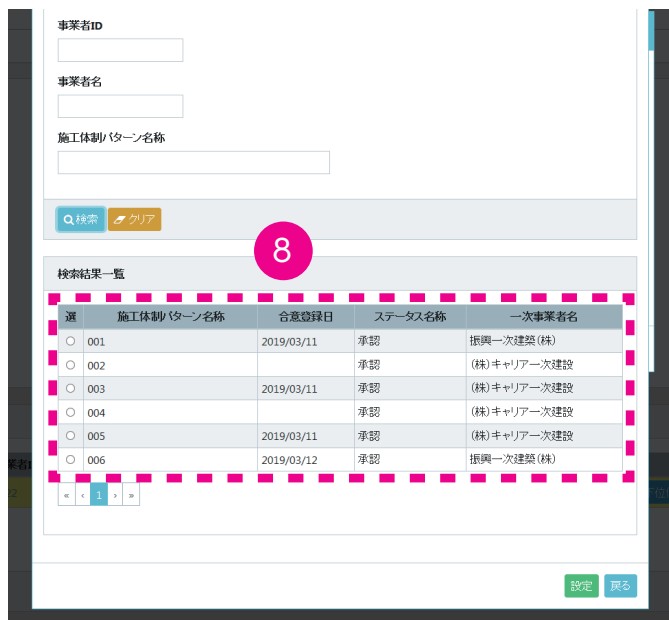 事業者ID
事業者名
施工体制パターン名称
検索 クリア
8
検索結果一覧
選 施工体制パターン名称 合意登録日 ステータス名称 一次事業者名
001 2019/03/11 承認 振興一次建築(株)
002 承認 (株)キャリア一次建設
003 2019/03/11 承認 (株)キャリア一次建設
004 承認 (株)キャリア一次建設
005 2019/03/11 承認 (株)キャリア一次建設
006 2019/03/12 承認 振興一次建築(株)
« ‹ 1 › »
設定 戻る